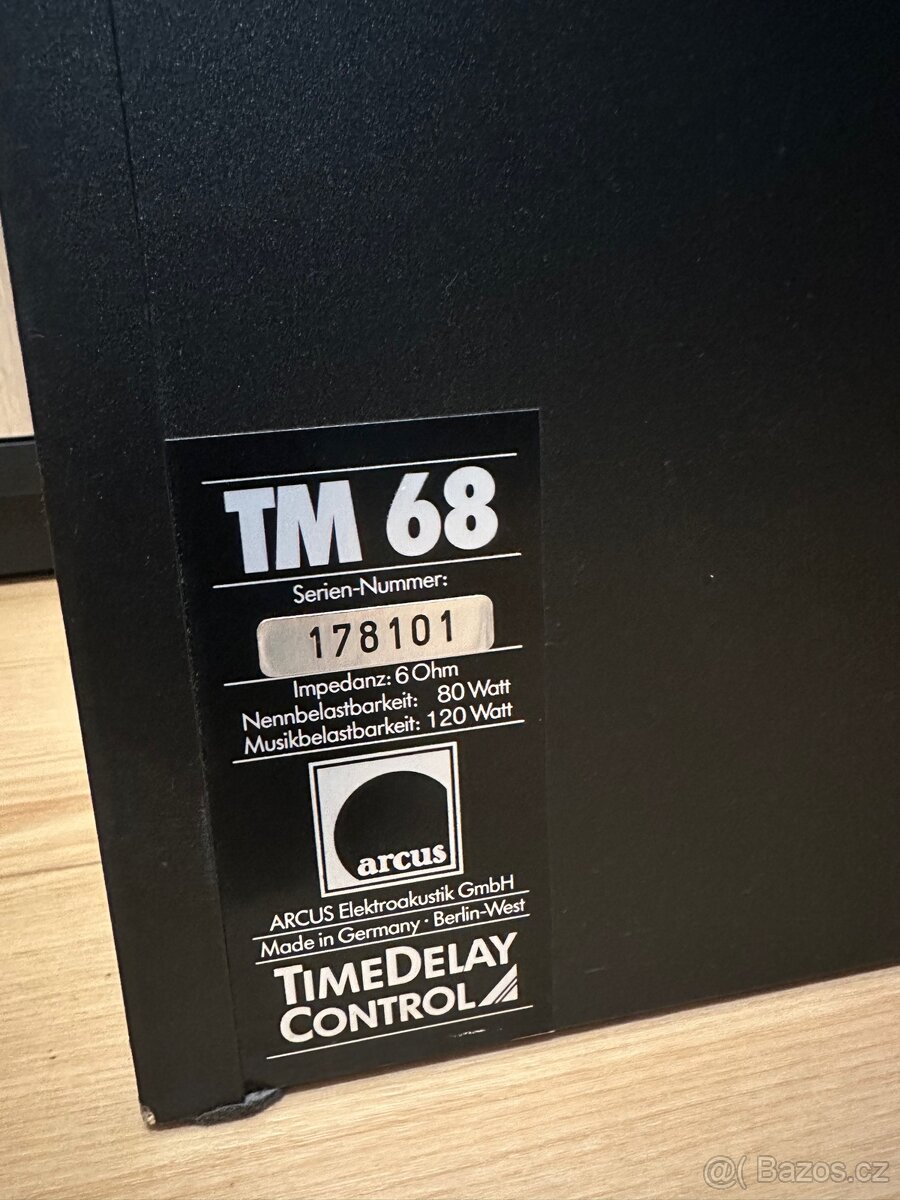 TM 68
Serien-Nummer:
178101
Impedanz: 6 Ohm
Nennbelastbarkeit: 80 Watt
Musikbelastbarkeit: 120 Watt
arcus
ARCUS Elektroakustik GmbH
Made in Germany · Berlin-West
TIMEDELAY
CONTROL
@( Bazos.cz